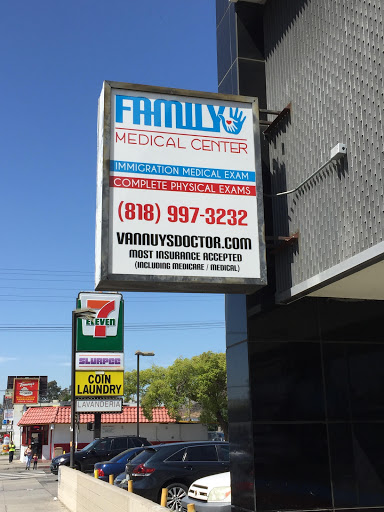 FAMILY
MEDICAL CENTER
IMMIGRATION MEDICAL EXAM
COMPLETE PHYSICAL EXAMS
(818) 997-3232
VANNUYSDOCTOR.COM
MOST INSURANCE ACCEPTED
(INCLUDING MEDICARE / MEDICAL)
7
ELEVEN
SLURPEE
COIN
LAUNDRY
LAVANDERIA